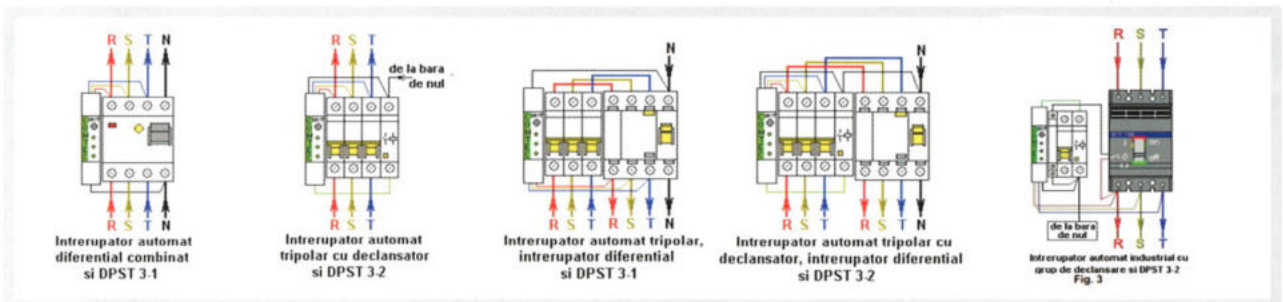 R S T N
R S T N
Intrerupator automat
diferential combinat
si DPST 3-1
R S T
de la bara
de nul
R S T
Intrerupator automat
tripolar cu declansator
si DPST 3-2
N
R S T R S T N
Intrerupator automat tripolar,
intrerupator diferential
si DPST 3-1
N
R S T R S T N
Intrerupator automat tripolar cu
declansator, intrerupator diferential
si DPST 3-2
R S T
on
off
de la bara
de nul
R S T
Intrerupator automat industrial cu
grup de declansare si DPST 3-2
Fig. 3